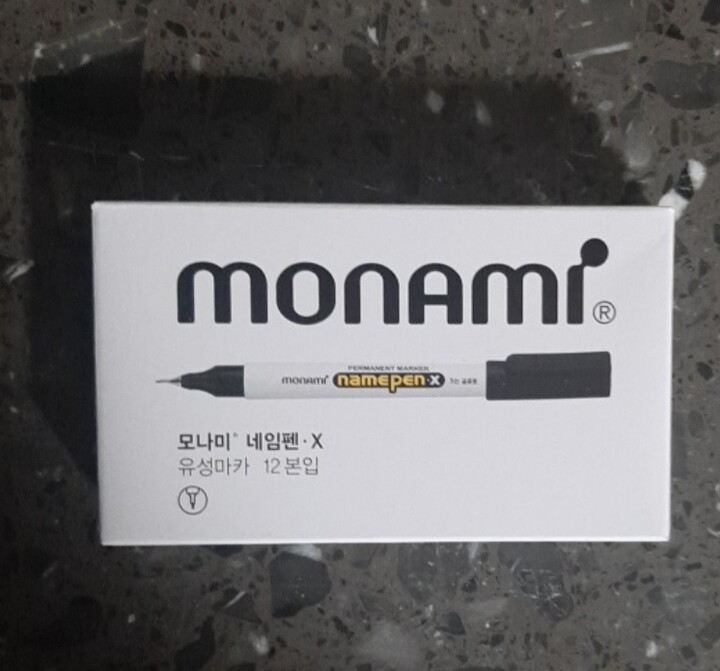 monami®
PERMANENT MARKER
monami namepen·x
모나미® 네임펜·X
유성마카 12본입